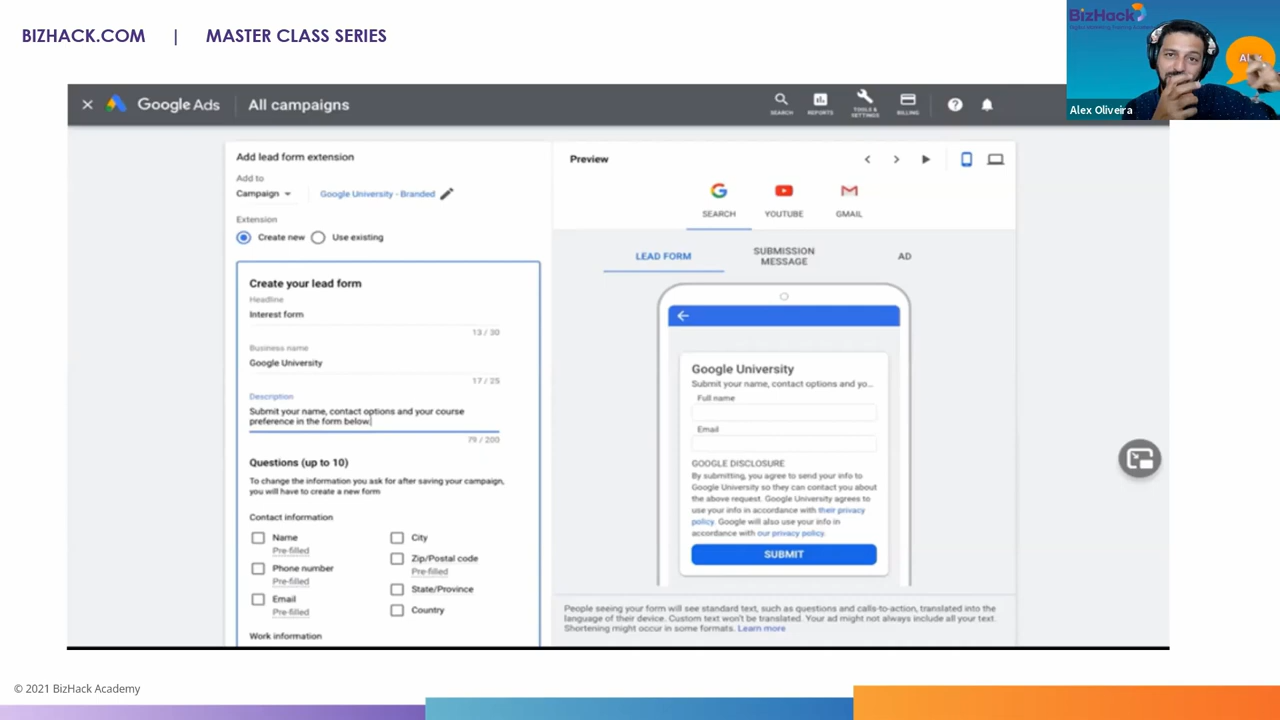 BIZHACK.COM | MASTER CLASS SERIES
BizHack
Alex Oliveira
Google Ads All campaigns
SEARCH REPORTS TOOLS & SETTINGS BILLING
Add lead form extension
Add to
Campaign Google University - Branded
Extension
Create new Use existing
Create your lead form
Headline
Interest form
13 / 30
Business name
Google University
17 / 25
Description
Submit your name, contact options and your course
preference in the form below.
79 / 200
Questions (up to 10)
To change the information you ask for after saving your campaign,
you will have to create a new form
Contact information
Name
Pre-filled
Phone number
Pre-filled
Email
Pre-filled
City
Zip/Postal code
Pre-filled
State/Province
Country
Work information
Preview
SEARCH YOUTUBE GMAIL
LEAD FORM SUBMISSION MESSAGE AD
Google University
Submit your name, contact options and yo...
Full name
Email
GOOGLE DISCLOSURE
By submitting, you agree to send your info to
Google University so they can contact you about
the above request. Google University agrees to
use your info in accordance with their privacy
policy. Google will also use your info in
accordance with our privacy policy.
SUBMIT
People seeing your form will see standard text, such as questions and calls-to-action, translated into the
language of their device. Custom text won't be translated. Your ad might not always include all your text.
Shortening might occur in some formats. Learn more
© 2021 BizHack Academy